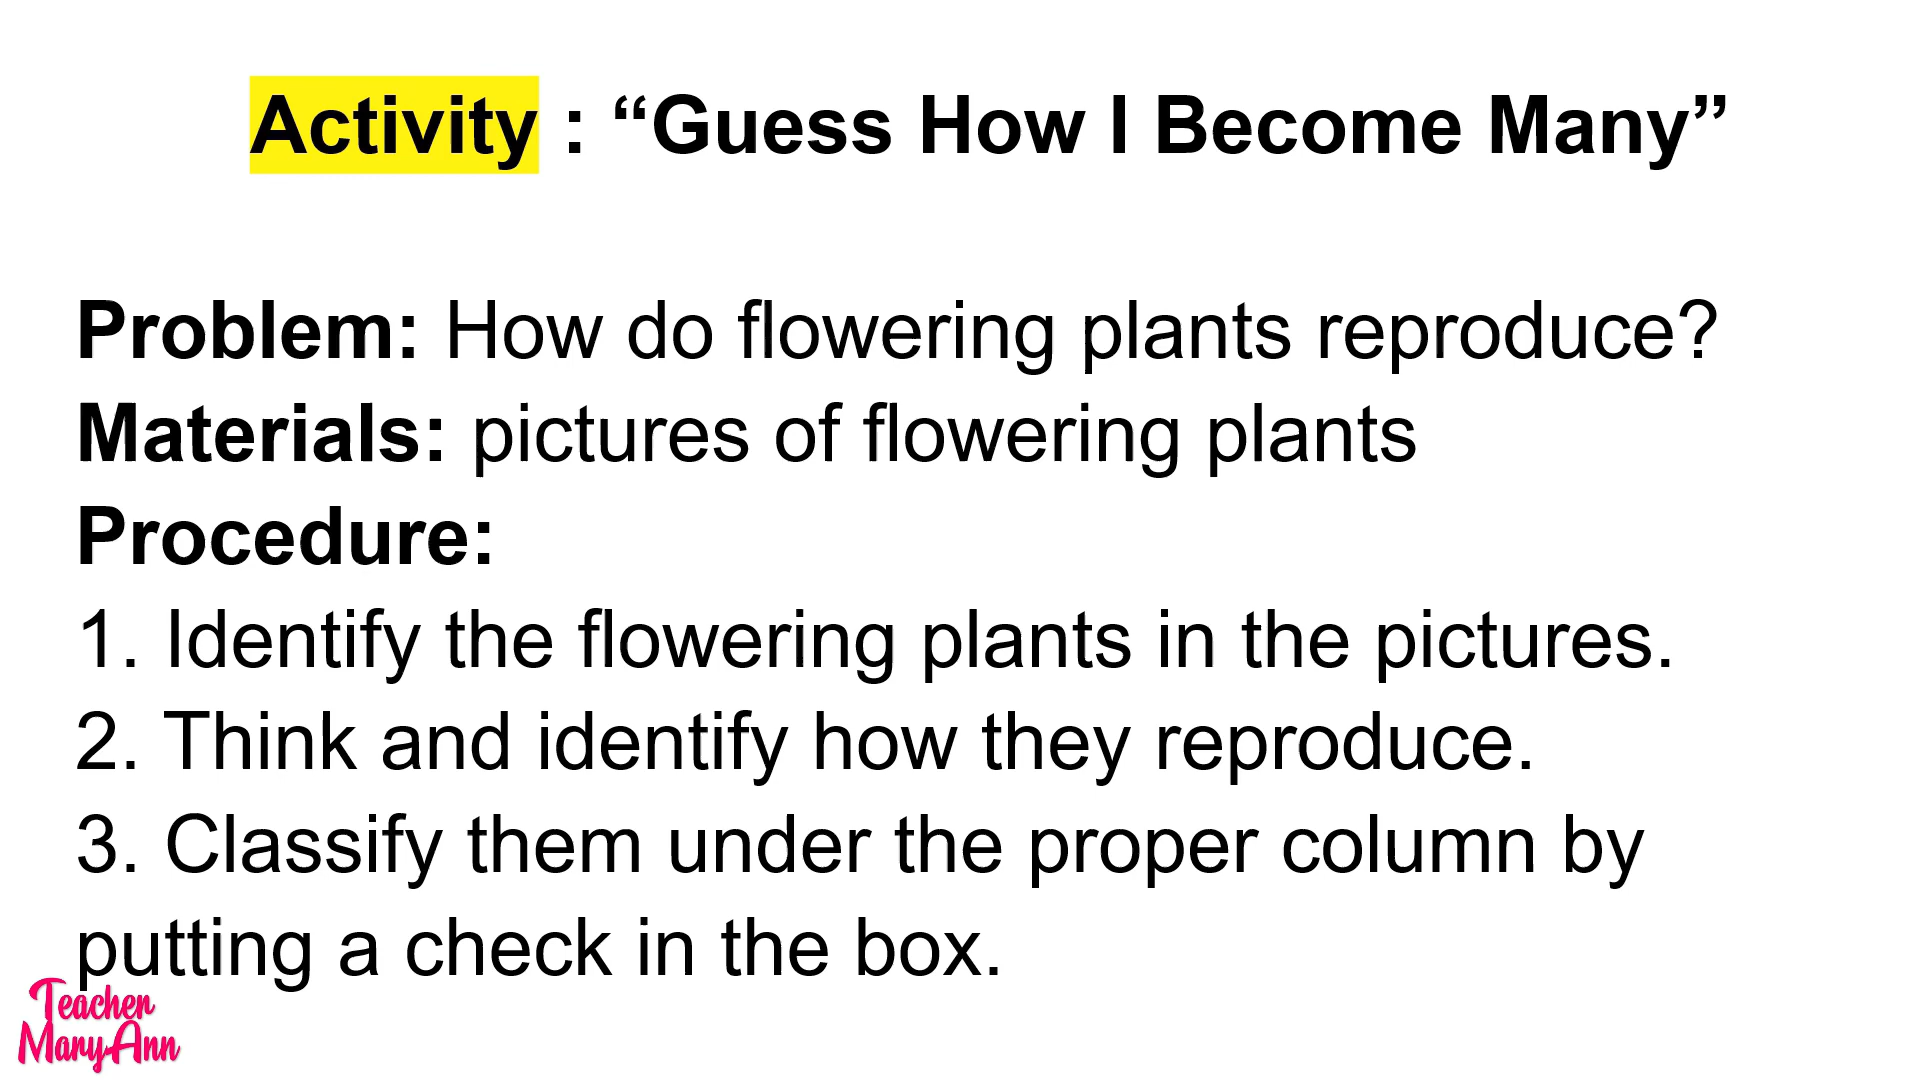 Activity : “Guess How I Become Many”
Problem: How do flowering plants reproduce?
Materials: pictures of flowering plants
Procedure:
1. Identify the flowering plants in the pictures.
2. Think and identify how they reproduce.
3. Classify them under the proper column by
putting a check in the box.
Teacher
MaryAnn